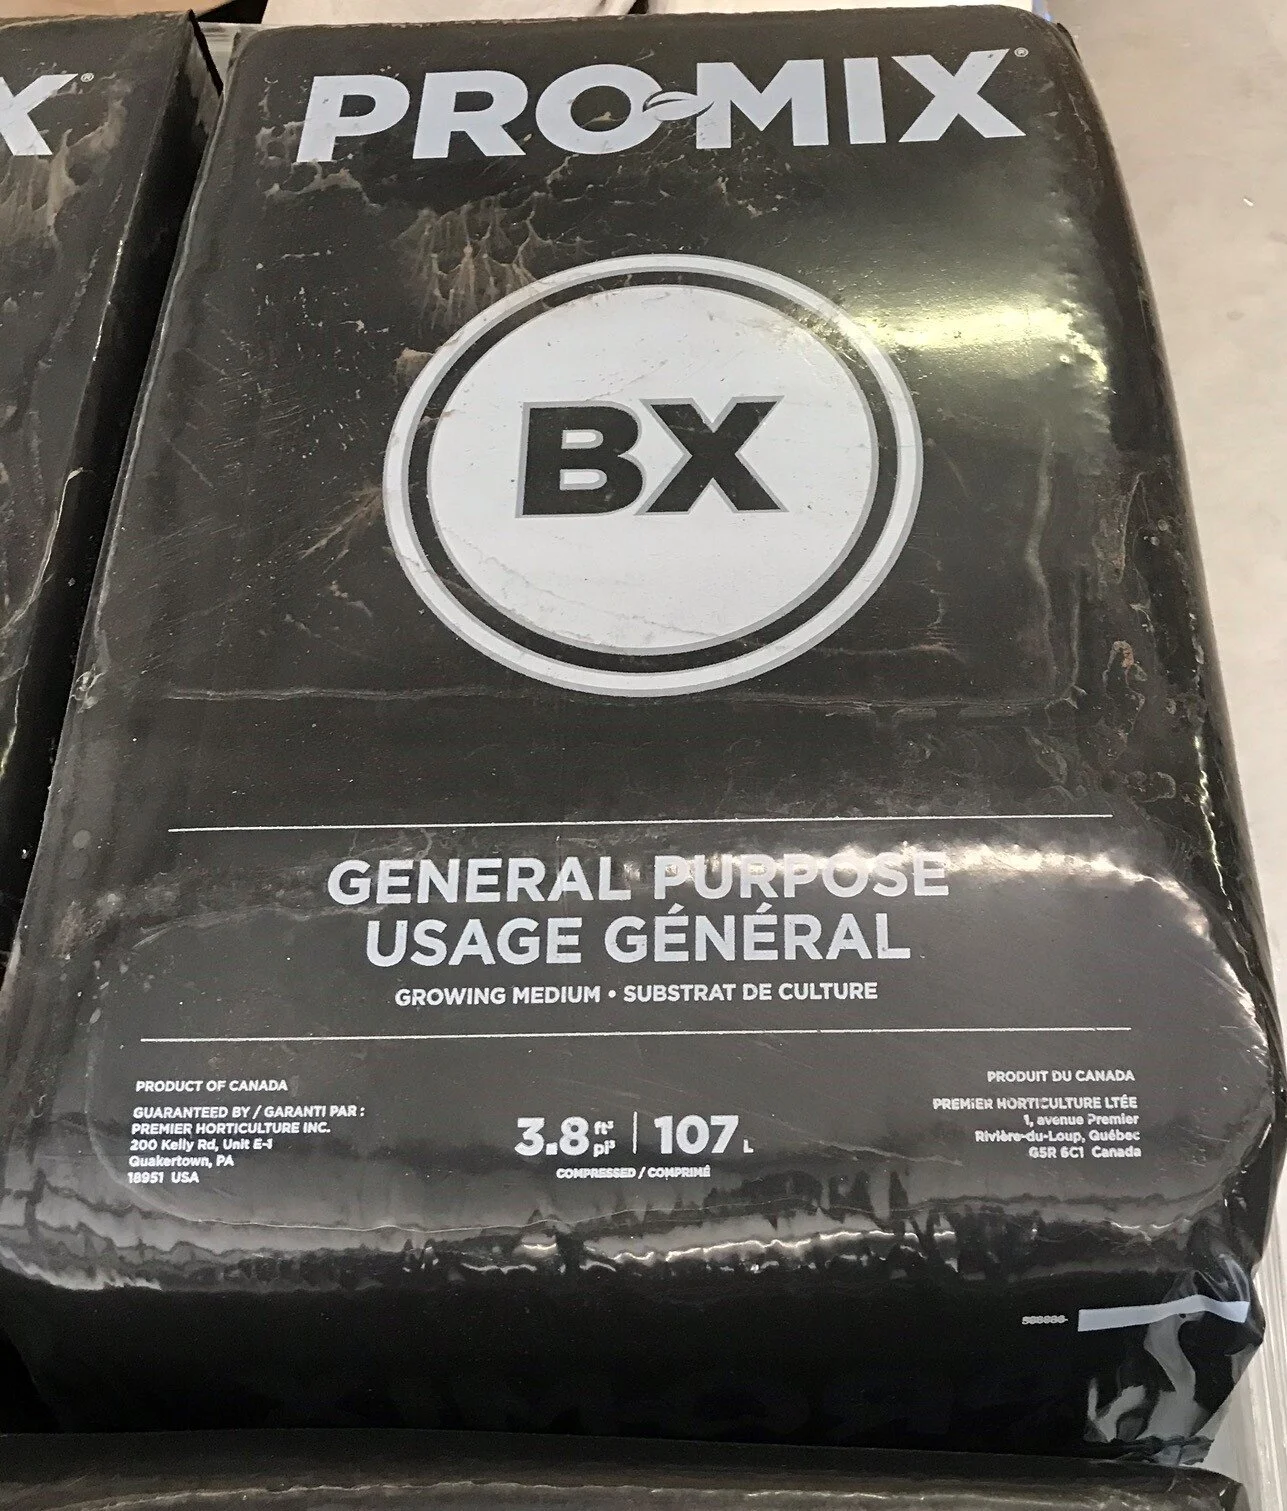 X®
PRO-MIX®
BX
GENERAL PURPOSE
USAGE GÉNÉRAL
GROWING MEDIUM • SUBSTRAT DE CULTURE
PRODUCT OF CANADA
GUARANTEED BY / GARANTI PAR :
PREMIER HORTICULTURE INC.
200 Kelly Rd, Unit E-1
Quakertown, PA
18951 USA
3.8 ft³ pi³ | 107 L
COMPRESSED / COMPRIMÉ
PRODUIT DU CANADA
PREMIER HORTICULTURE LTÉE
1, avenue Premier
Rivière-du-Loup, Québec
G5R 6C1 Canada